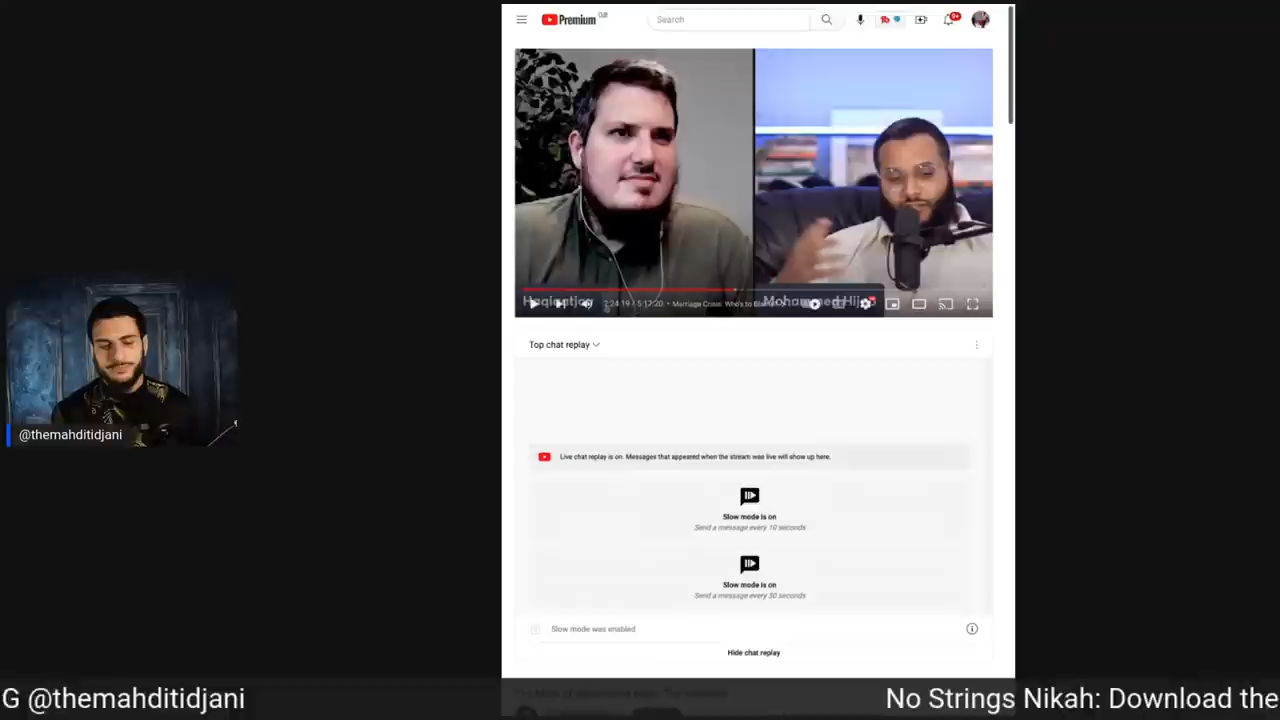 Premium
Search
9+
Top chat replay
Live chat replay is on. Messages that appeared when the stream was live will show up here.
Slow mode is on
Send a message every 10 seconds
Slow mode is on
Send a message every 30 seconds
Slow mode was enabled
Hide chat replay
@themahditidjani
G @themahditidjani
No Strings Nikah: Download the